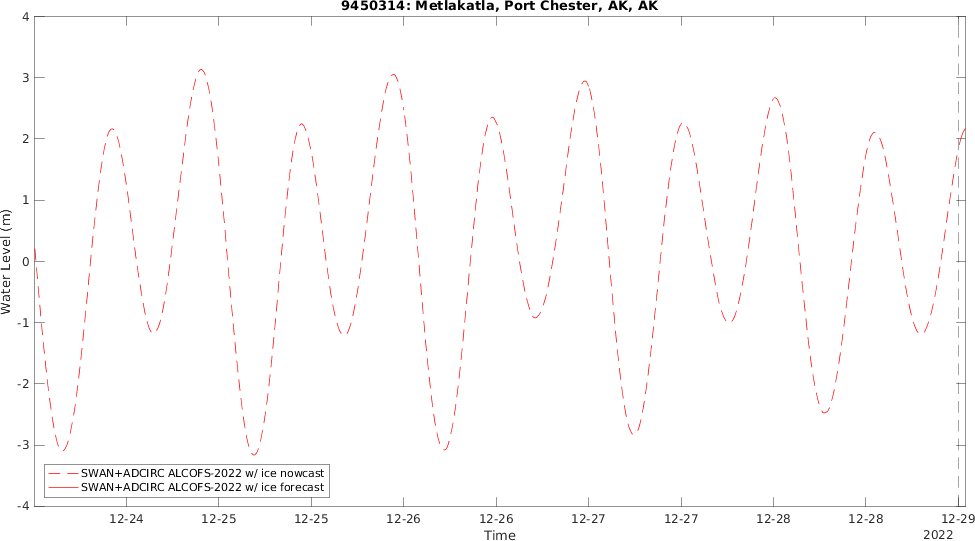 9450314: Metlakatla, Port Chester, AK, AK
4
3
2
1
0
-1
-2
-3
-4
Water Level (m)
SWAN+ADCIRC ALCOFS-2022 w/ ice nowcast
SWAN+ADCIRC ALCOFS-2022 w/ ice forecast
12-24 12-25 12-25 12-26 12-26 12-27 12-27 12-28 12-28 12-29
Time
2022